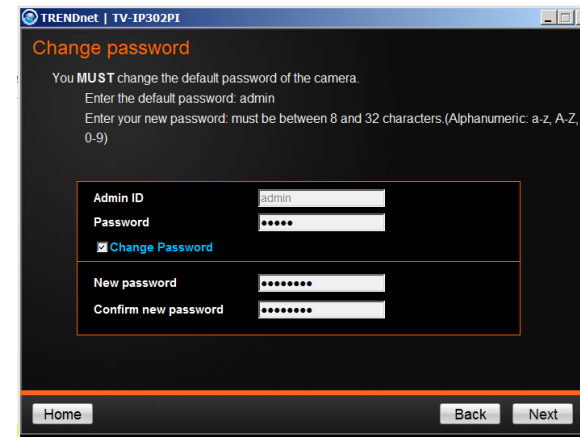 TRENDnet | TV-IP302PI
Change password
You MUST change the default password of the camera.
Enter the default password: admin
Enter your new password: must be between 8 and 32 characters.(Alphanumeric: a-z, A-Z,
0-9)
Admin ID admin
Password •••••
Change Password
New password ••••••••
Confirm new password ••••••••
Home Back Next